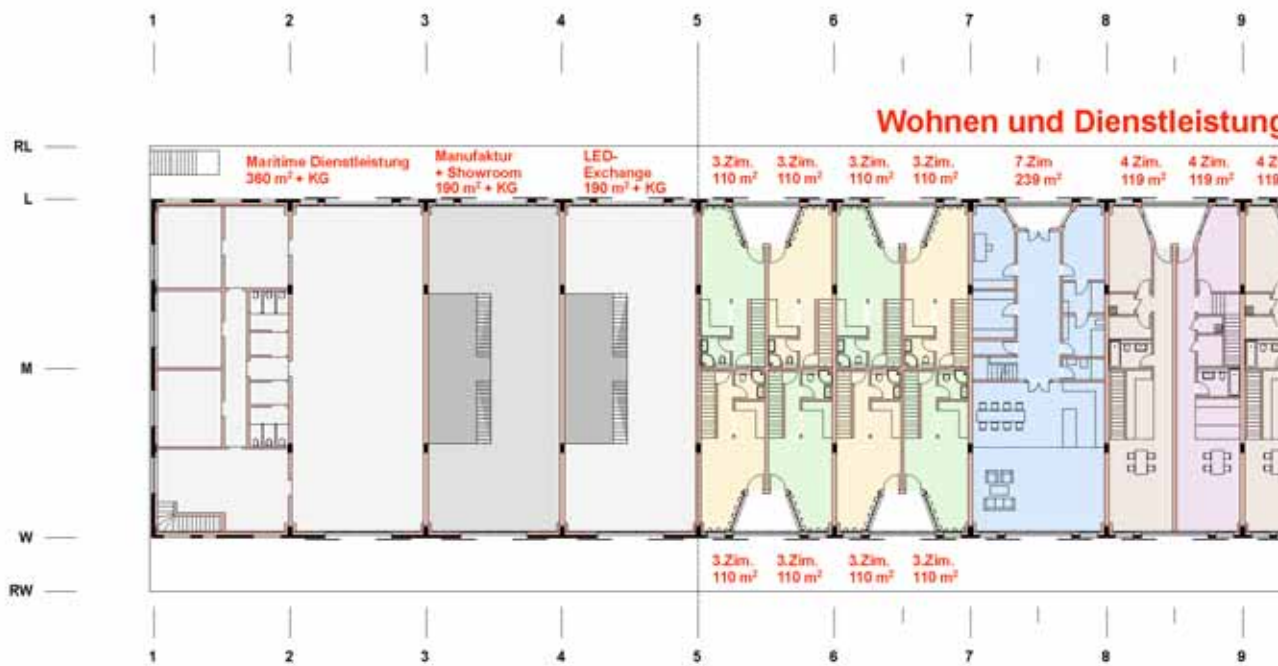 1 2 3 4 5 6 7 8 9
Wohnen und Dienstleistung
RL
Maritime Dienstleistung
360 m² + KG
Manufaktur
+ Showroom
190 m² + KG
LED-
Exchange
190 m² + KG
3.Zim.
110 m²
3.Zim.
110 m²
3.Zim.
110 m²
3.Zim.
110 m²
7.Zim
239 m²
4 Zim.
119 m²
4 Zim.
119 m²
4 Z
119
L
M
W
3.Zim.
110 m²
3.Zim.
110 m²
3.Zim.
110 m²
3.Zim.
110 m²
RW
1 2 3 4 5 6 7 8 9